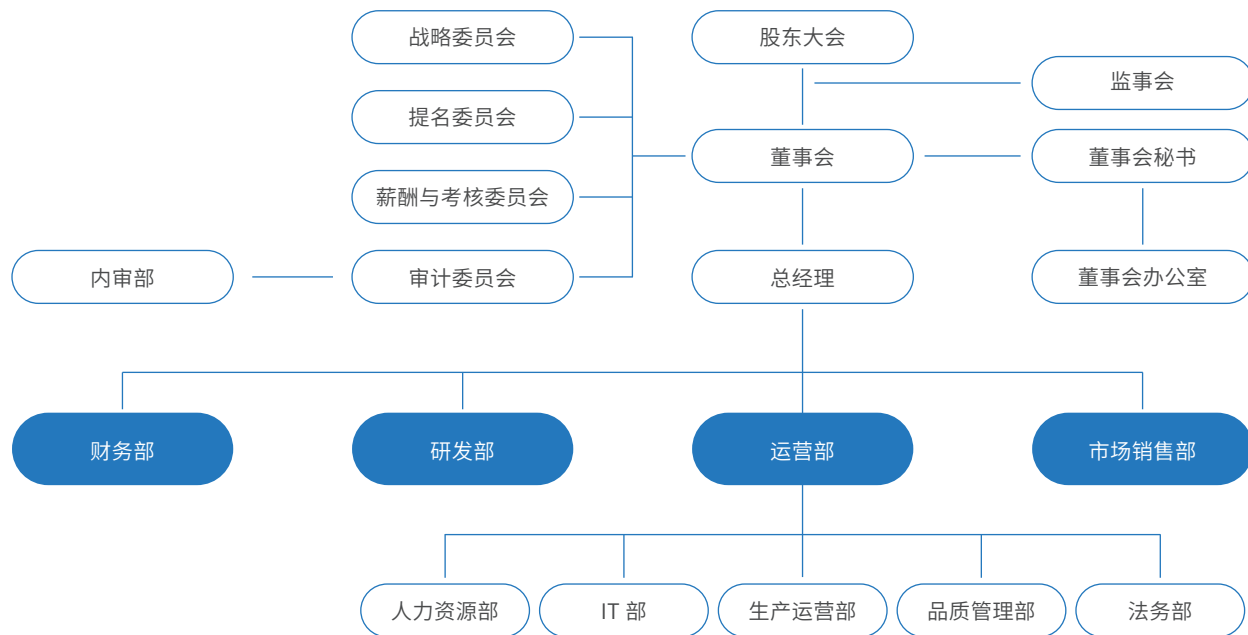 战略委员会
股东大会
监事会
提名委员会
董事会
董事会秘书
薪酬与考核委员会
内审部
审计委员会
总经理
董事会办公室
财务部
研发部
运营部
市场销售部
人力资源部
IT 部
生产运营部
品质管理部
法务部